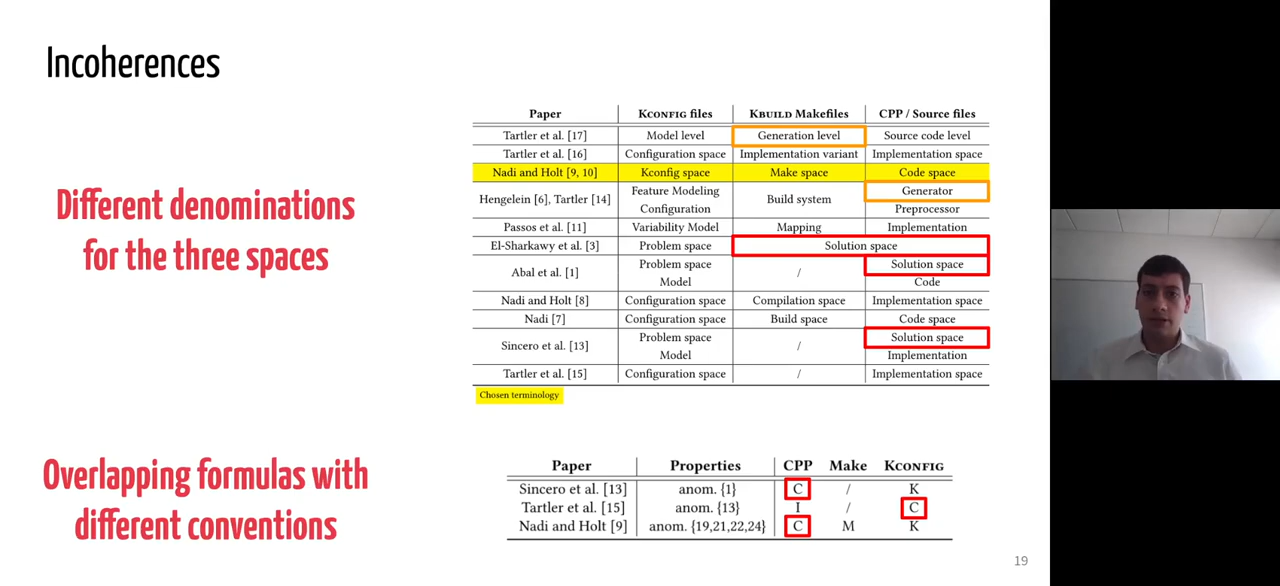 Incoherences
Different denominations
for the three spaces
Paper KCONFIG files KBUILD Makefiles CPP / Source files
Tartler et al. [17] Model level Generation level Source code level
Tartler et al. [16] Configuration space Implementation variant Implementation space
Nadi and Holt [9, 10] Kconfig space Make space Code space
Hengelein [6], Tartler [14] Feature Modeling Build system Generator
Configuration Preprocessor
Passos et al. [11] Variability Model Mapping Implementation
El-Sharkawy et al. [3] Problem space Solution space
Abal et al. [1] Problem space / Solution space
Model Code
Nadi and Holt [8] Configuration space Compilation space Implementation space
Nadi [7] Configuration space Build space Code space
Sincero et al. [13] Problem space / Solution space
Model Implementation
Tartler et al. [15] Configuration space / Implementation space
Chosen terminology
Overlapping formulas with
different conventions
Paper Properties CPP Make KCONFIG
Sincero et al. [13] anom. {1} C / K
Tartler et al. [15] anom. {13} I / C
Nadi and Holt [9] anom. {19,21,22,24} C M K
19